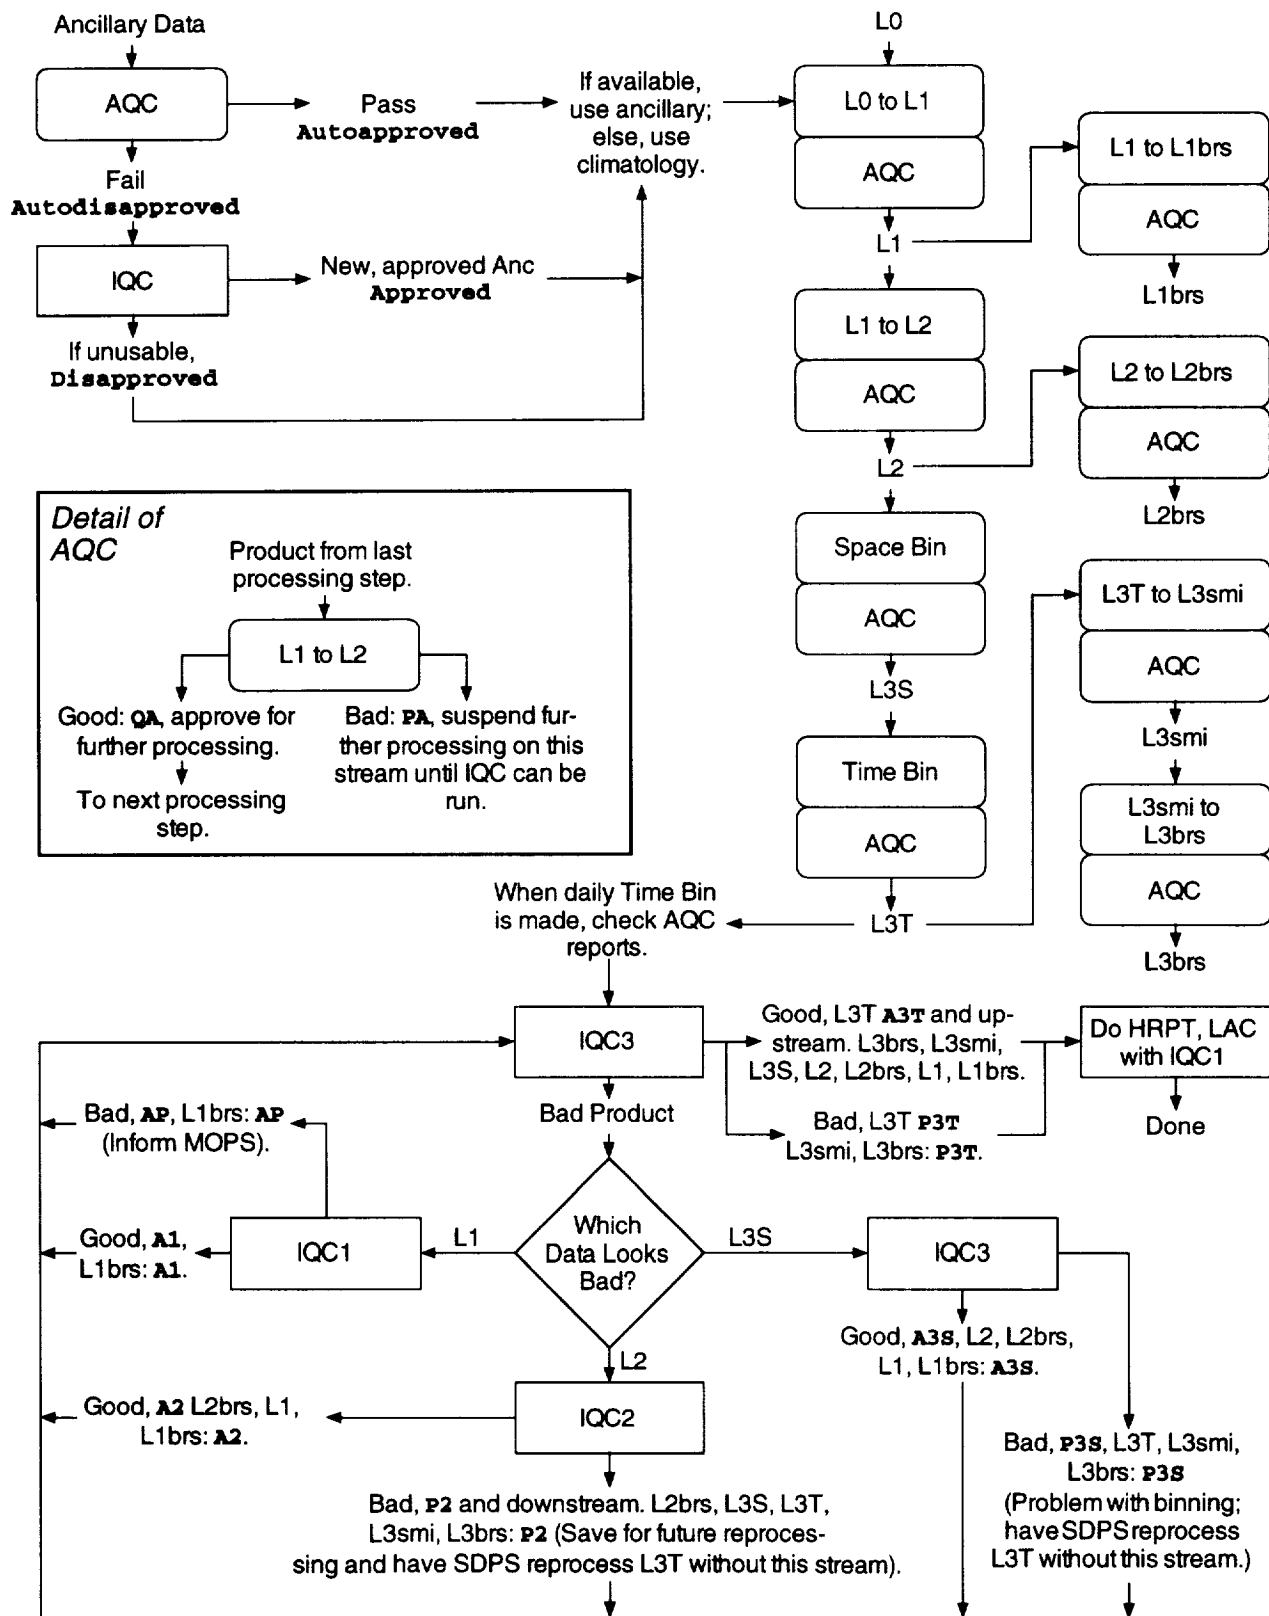 Ancillary Data
AQC
Pass
Autoapproved
If available,
use ancillary;
else, use
climatology.
Fail
Autodisapproved
IQC
New, approved Anc
Approved
If unusable,
Disapproved
L0
L0 to L1
AQC
L1
L1 to L1brs
AQC
L1brs
L1 to L2
AQC
L2
L2 to L2brs
AQC
L2brs
Space Bin
AQC
L3S
Time Bin
AQC
L3T
L3T to L3smi
AQC
L3smi
L3smi to
L3brs
AQC
L3brs
Detail of
AQC
Product from last
processing step.
L1 to L2
Good: QA, approve for
further processing.
To next processing
step.
Bad: PA, suspend fur-
ther processing on this
stream until IQC can be
run.
When daily Time Bin
is made, check AQC
reports.
IQC3
Good, L3T A3T and up-
stream. L3brs, L3smi,
L3S, L2, L2brs, L1, L1brs.
Do HRPT, LAC
with IQC1
Done
Bad, L3T P3T
L3smi, L3brs: P3T.
Bad Product
Which
Data Looks
Bad?
L1
IQC1
Bad, AP, L1brs: AP
(Inform MOPS).
Good, A1,
L1brs: A1.
L3S
IQC3
Good, A3S, L2, L2brs,
L1, L1brs: A3S.
Bad, P3S, L3T, L3smi,
L3brs: P3S
(Problem with binning;
have SDPS reprocess
L3T without this stream.)
L2
IQC2
Good, A2 L2brs, L1,
L1brs: A2.
Bad, P2 and downstream. L2brs, L3S, L3T,
L3smi, L3brs: P2 (Save for future reproces-
sing and have SDPS reprocess L3T without this stream).